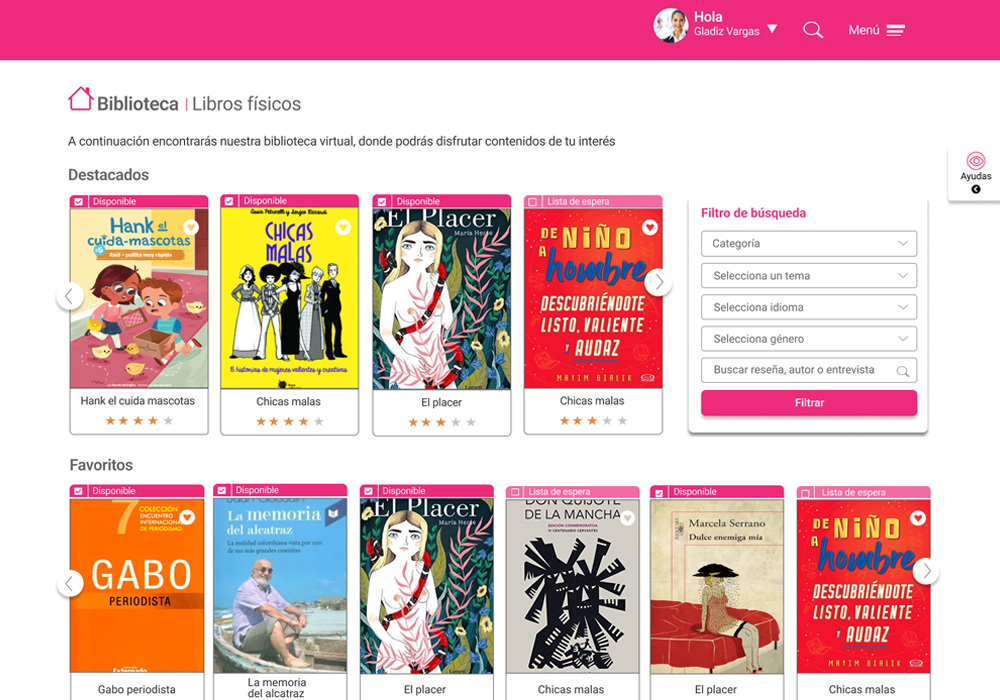 Hola
Gladiz Vargas
Menú
Biblioteca | Libros físicos
A continuación encontrarás nuestra biblioteca virtual, donde podrás disfrutar contenidos de tu interés
Ayudas
Destacados
Disponible
Disponible
Disponible
Lista de espera
Hank el
cuida-mascotas
Raúl • pollito muy rápido
CHICAS
MALAS
15 historias de mujeres valientes y creativas
El Placer
María Hesse
DE NIÑO
A hombre
DESCUBRIÉNDOTE
LISTO, VALIENTE
Y AUDAZ
MAYIM BIALIK
Hank el cuida mascotas
Chicas malas
El placer
Chicas malas
Filtro de búsqueda
Categoría
Selecciona un tema
Selecciona idioma
Selecciona género
Buscar reseña, autor o entrevista
Filtrar
Favoritos
Disponible
Disponible
Disponible
Lista de espera
Disponible
Lista de espera
7 COLECCIÓN
ENCUENTRO
INTERNACIONAL
DE PERIODISMO
GABO
PERIODISTA
La memoria
del alcatraz
La realidad colombiana vista por uno
de sus más grandes cronistas
El Placer
María Hesse
DON QUIJOTE
DE LA MANCHA
EDICIÓN CONMEMORATIVA
IV CENTENARIO CERVANTES
Marcela Serrano
Dulce enemiga mía
DE NIÑO
A hombre
DESCUBRIÉNDOTE
LISTO, VALIENTE
Y AUDAZ
MAYIM BIALIK
Gabo periodista
La memoria
del alcatraz
El placer
Chicas malas
El placer
Chicas malas